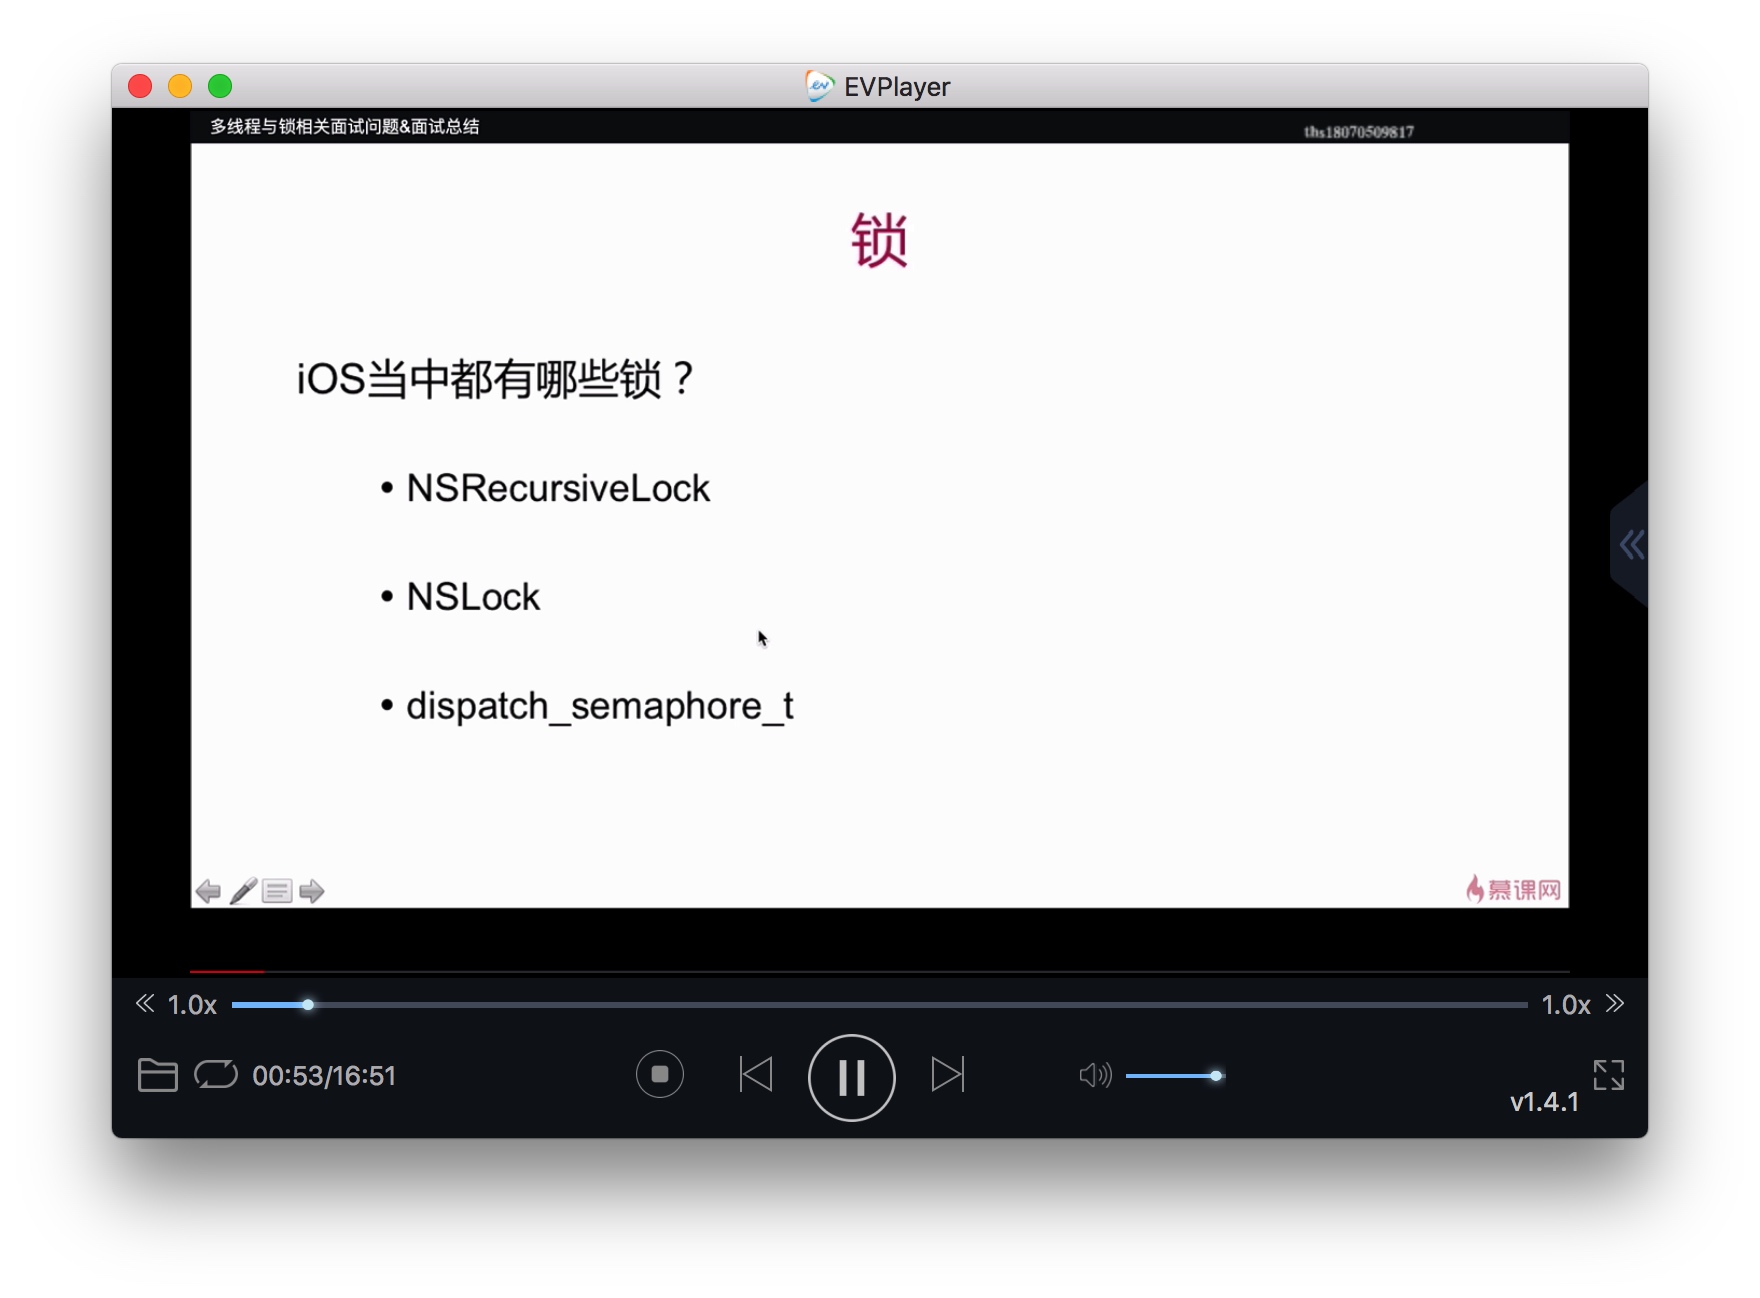 EVPlayer
多线程与锁相关面试问题&面试总结
ths18070509817
锁
iOS当中都有哪些锁？
• NSRecursiveLock
• NSLock
• dispatch_semaphore_t
慕课网
1.0x
1.0x
00:53/16:51
v1.4.1